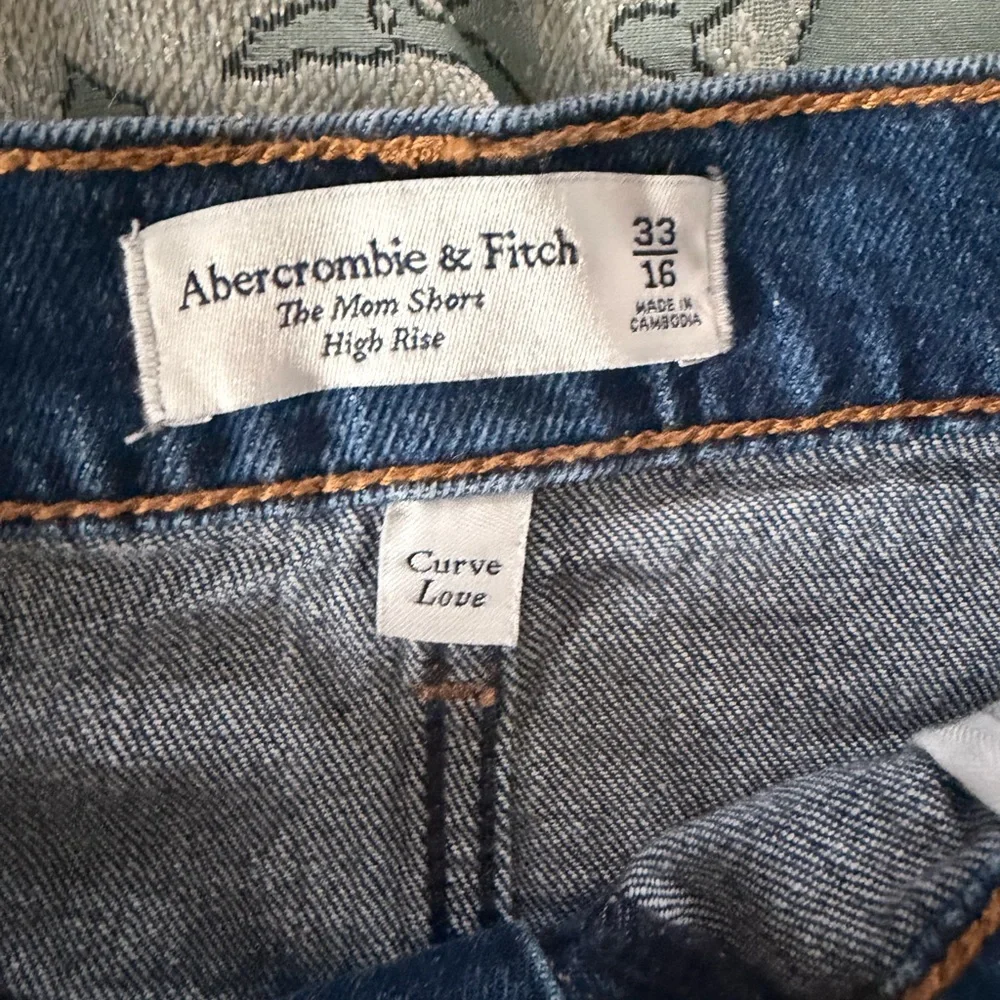 Abercrombie & Fitch
The Mom Short
High Rise
33
16
MADE IN
CAMBODIA
Curve
Love